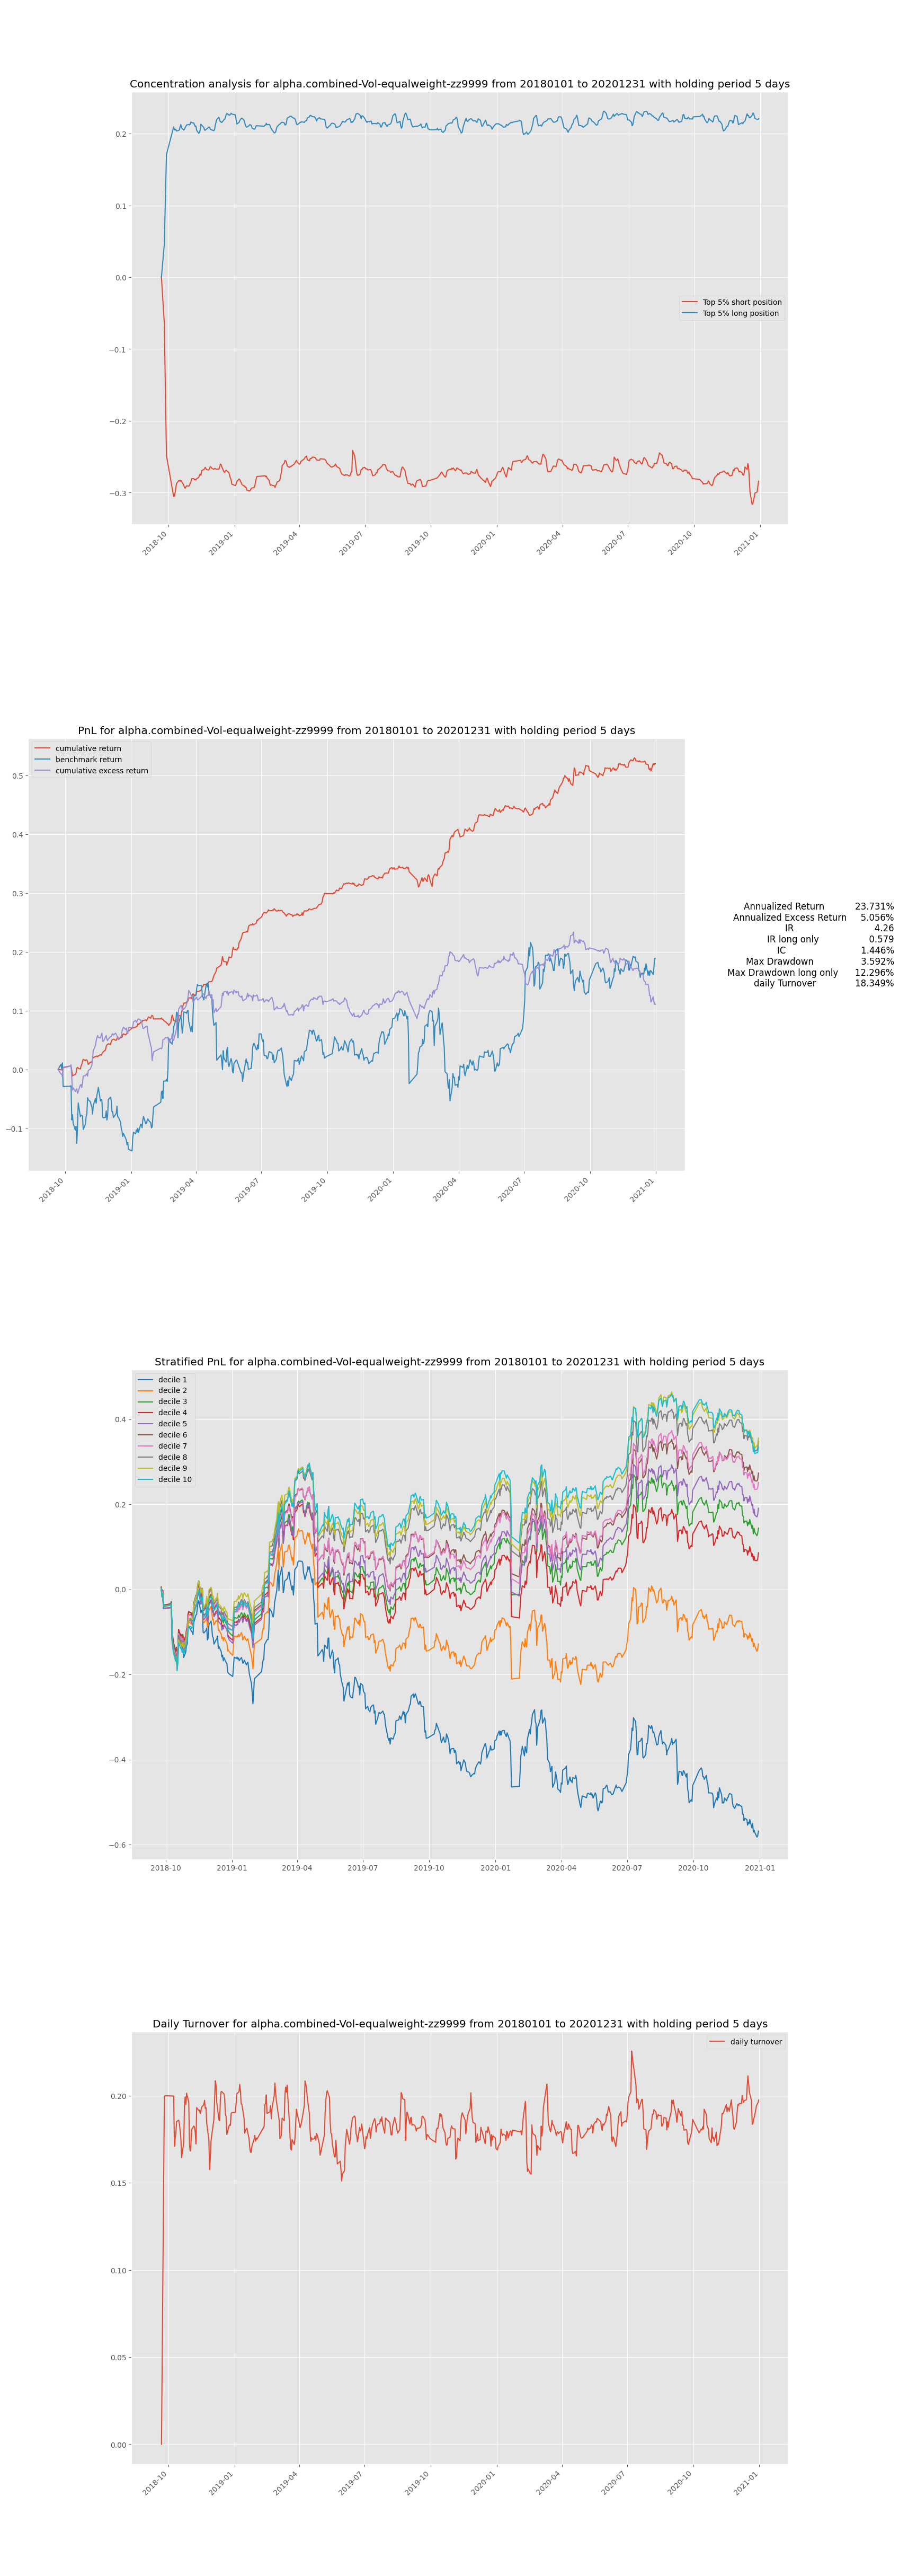 Concentration analysis for alpha.combined-Vol-equalweight-zz9999 from 20180101 to 20201231 with holding period 5 days
0.2
0.1
0.0
−0.1
−0.2
−0.3
Top 5% short position
Top 5% long position
2018-10
2019-01
2019-04
2019-07
2019-10
2020-01
2020-04
2020-07
2020-10
2021-01
PnL for alpha.combined-Vol-equalweight-zz9999 from 20180101 to 20201231 with holding period 5 days
cumulative return
benchmark return
cumulative excess return
0.5
0.4
0.3
0.2
0.1
0.0
−0.1
2018-10
2019-01
2019-04
2019-07
2019-10
2020-01
2020-04
2020-07
2020-10
2021-01
Annualized Return 23.731%
Annualized Excess Return 5.056%
IR 4.26
IR long only 0.579
IC 1.446%
Max Drawdown 3.592%
Max Drawdown long only 12.296%
daily Turnover 18.349%
Stratified PnL for alpha.combined-Vol-equalweight-zz9999 from 20180101 to 20201231 with holding period 5 days
decile 1
decile 2
decile 3
decile 4
decile 5
decile 6
decile 7
decile 8
decile 9
decile 10
0.4
0.2
0.0
−0.2
−0.4
−0.6
2018-10
2019-01
2019-04
2019-07
2019-10
2020-01
2020-04
2020-07
2020-10
2021-01
Daily Turnover for alpha.combined-Vol-equalweight-zz9999 from 20180101 to 20201231 with holding period 5 days
daily turnover
0.20
0.15
0.10
0.05
0.00
2018-10
2019-01
2019-04
2019-07
2019-10
2020-01
2020-04
2020-07
2020-10
2021-01